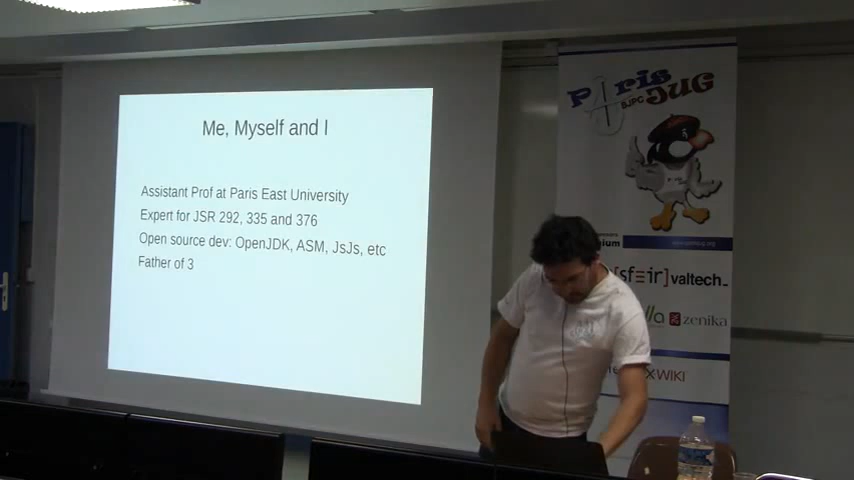 Me, Myself and I
Assistant Prof at Paris East University
Expert for JSR 292, 335 and 376
Open source dev: OpenJDK, ASM, JsJs, etc
Father of 3
Paris
BJPC
JUG
[sfeir]
valtech_
zenika
XWIKI